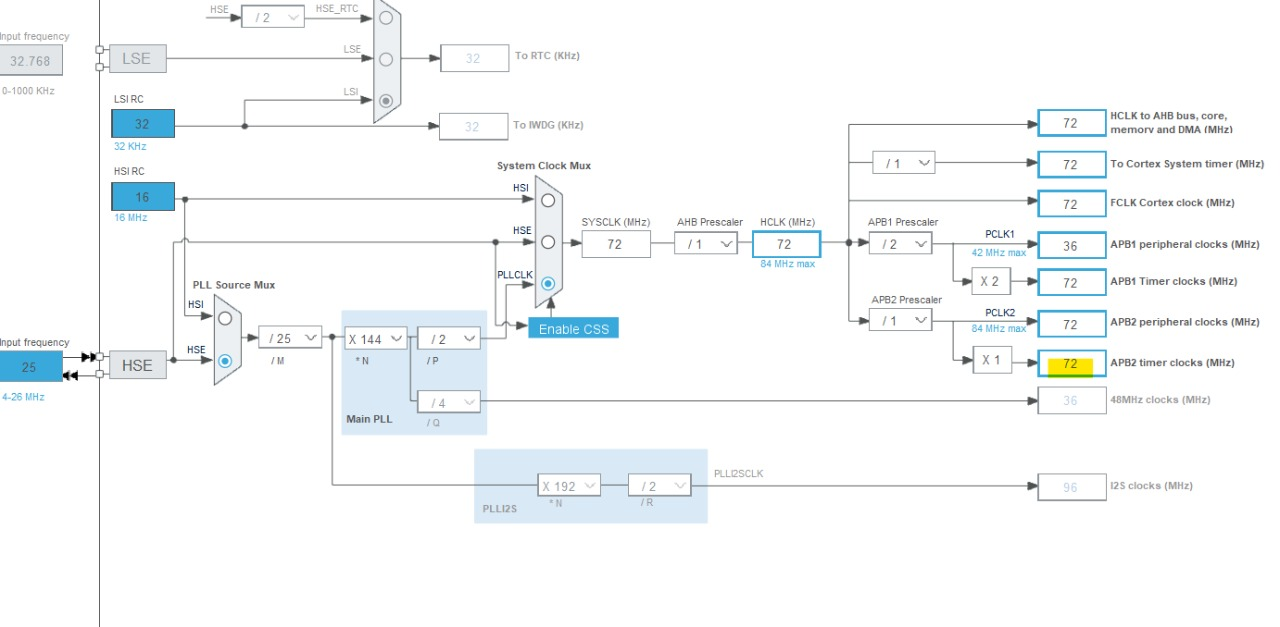 HSE
/ 2
HSE_RTC
Input frequency
32.768
0-1000 KHz
LSE
LSE
32
To RTC (KHz)
LSI
LSI RC
32
32 KHz
32
To IWDG (KHz)
HSI RC
16
16 MHz
System Clock Mux
HSI
HSE
PLLCLK
SYSCLK (MHz)
72
AHB Prescaler
/ 1
HCLK (MHz)
72
84 MHz max
72
HCLK to AHB bus, core,
memory and DMA (MHz)
/ 1
72
To Cortex System timer (MHz)
72
FCLK Cortex clock (MHz)
APB1 Prescaler
/ 2
PCLK1
42 MHz max
36
APB1 peripheral clocks (MHz)
X 2
72
APB1 Timer clocks (MHz)
APB2 Prescaler
/ 1
PCLK2
84 MHz max
72
APB2 peripheral clocks (MHz)
X 1
72
APB2 timer clocks (MHz)
PLL Source Mux
HSI
HSE
Input frequency
25
4-26 MHz
HSE
/ 25
/ M
X 144
* N
/ 2
/ P
Enable CSS
/ 4
/ Q
Main PLL
36
48MHz clocks (MHz)
X 192
* N
/ 2
/ R
PLLI2S
PLLI2SCLK
96
I2S clocks (MHz)